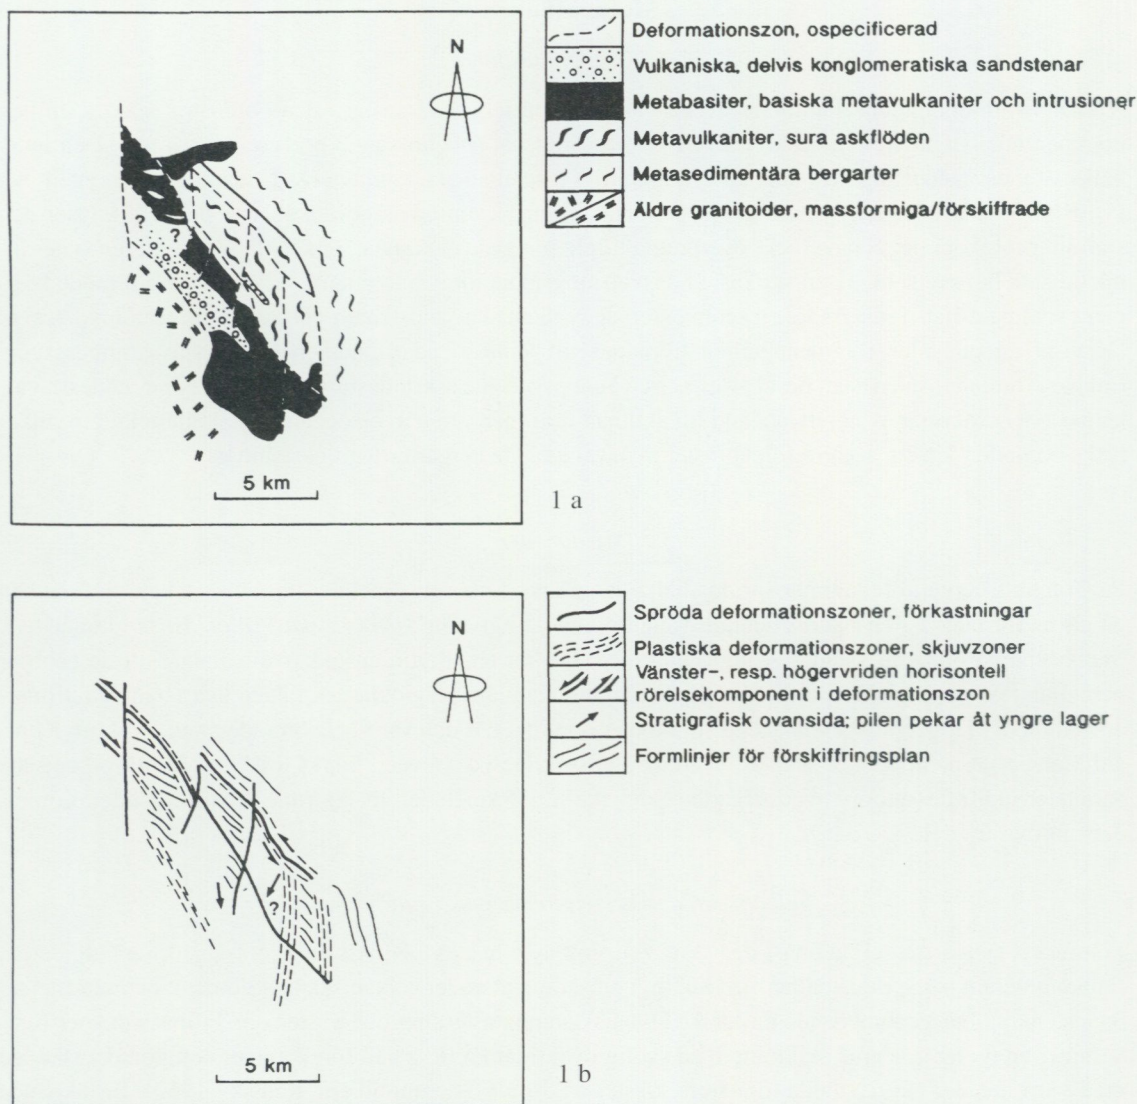 N
?
?
5 km
Deformationszon, ospecificerad
Vulkaniska, delvis konglomeratiska sandstenar
Metabasiter, basiska metavulkaniter och intrusioner
Metavulkaniter, sura askflöden
Metasedimentära bergarter
Äldre granitoider, massformiga/förskiffrade
1 a
N
?
5 km
Spröda deformationszoner, förkastningar
Plastiska deformationszoner, skjuvzoner
Vänster-, resp. högervriden horisontell
rörelsekomponent i deformationszon
Stratigrafisk ovansida; pilen pekar åt yngre lager
Formlinjer för förskiffringsplan
1 b